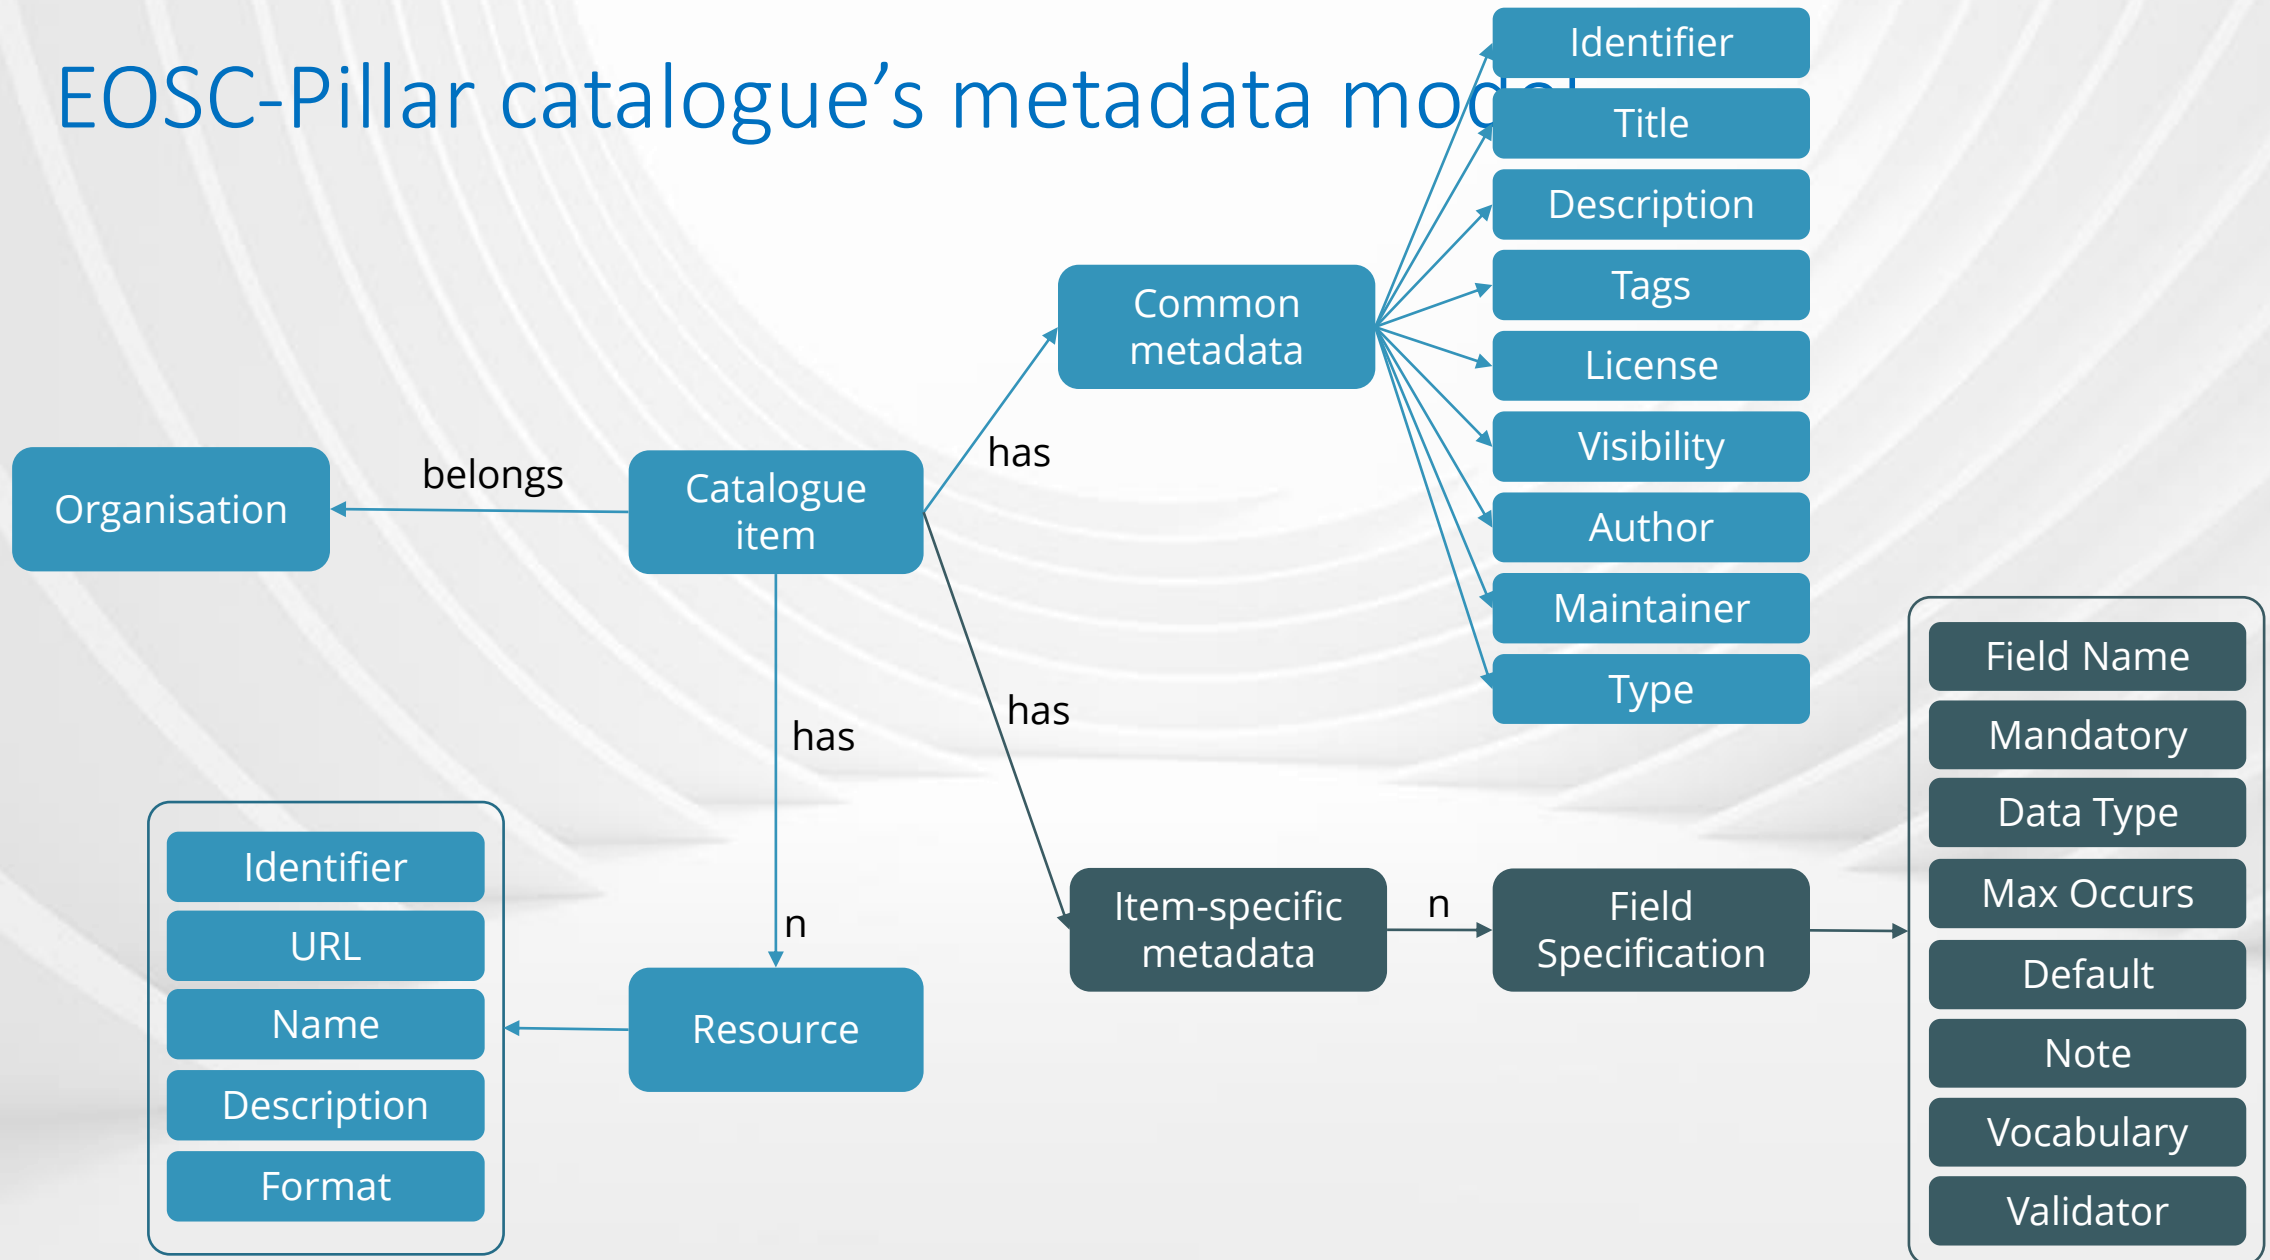 EOSC-Pillar catalogue's metadata model
Identifier
Title
Description
Tags
License
Visibility
Author
Maintainer
Type
Common
metadata
has
belongs
Organisation
Catalogue
item
has
has
n
Resource
Identifier
URL
Name
Description
Format
Item-specific
metadata
n
Field
Specification
Field Name
Mandatory
Data Type
Max Occurs
Default
Note
Vocabulary
Validator